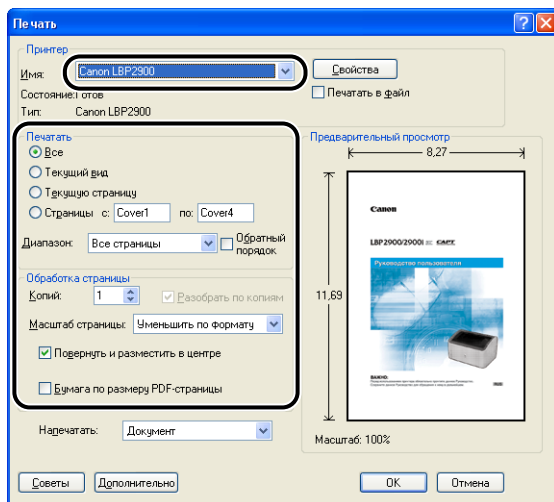 Печать
Принтер
Имя: Canon LBP2900 Свойства
Состояние: Готов Печатать в файл
Тип: Canon LBP2900
Печатать
Все
Текущий вид
Текущую страницу
Страницы с: Cover1 по: Cover4
Диапазон: Все страницы Обратный порядок
Обработка страницы
Копий: 1 Разобрать по копиям
Масштаб страницы: Уменьшить по формату
Повернуть и разместить в центре
Бумага по размеру PDF-страницы
Напечатать: Документ
Предварительный просмотр
8,27
11,69
Canon
LBP2900/2900i CAPT
Руководство пользователя
ВАЖНО:
Масштаб: 100%
Советы Дополнительно OK Отмена